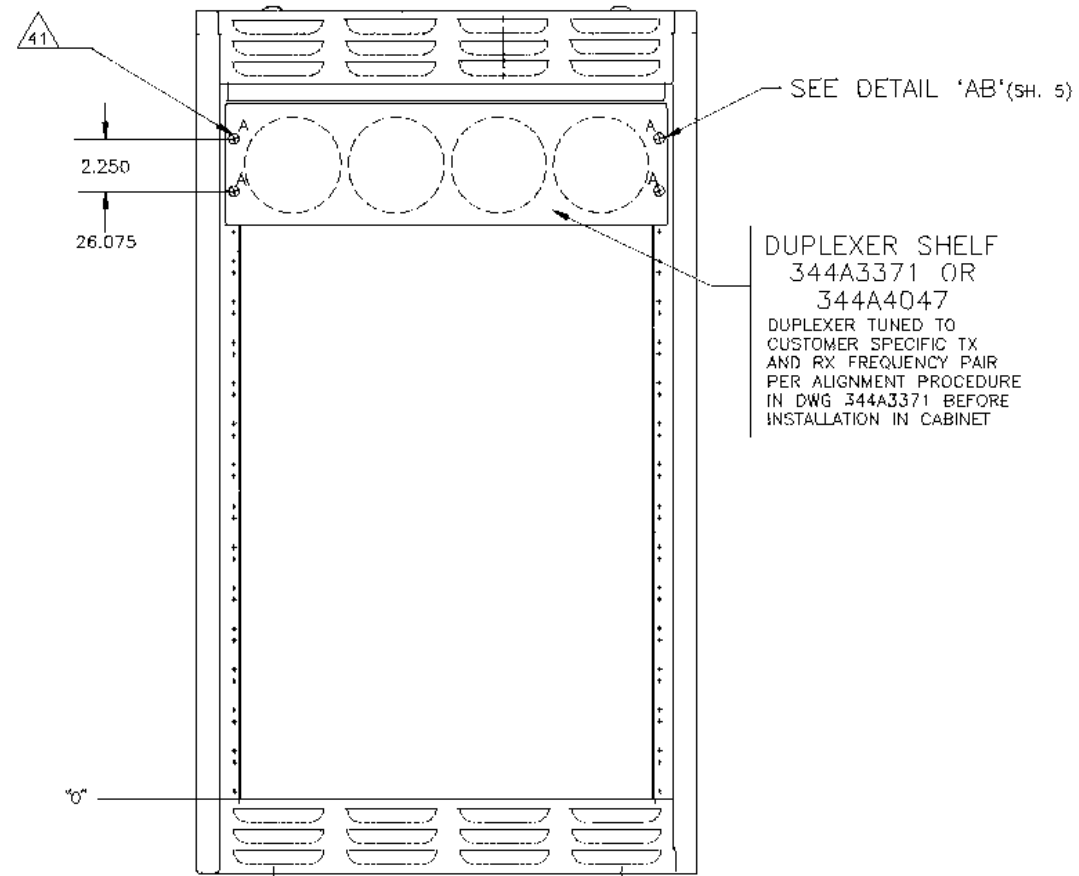 41
SEE DETAIL 'AB'(SH. 5)
A
A
2.250
A
A
26.075
DUPLEXER SHELF
344A3371 OR
344A4047
DUPLEXER TUNED TO
CUSTOMER SPECIFIC TX
AND RX FREQUENCY PAIR
PER ALIGNMENT PROCEDURE
IN DWG 344A3371 BEFORE
INSTALLATION IN CABINET
"0"